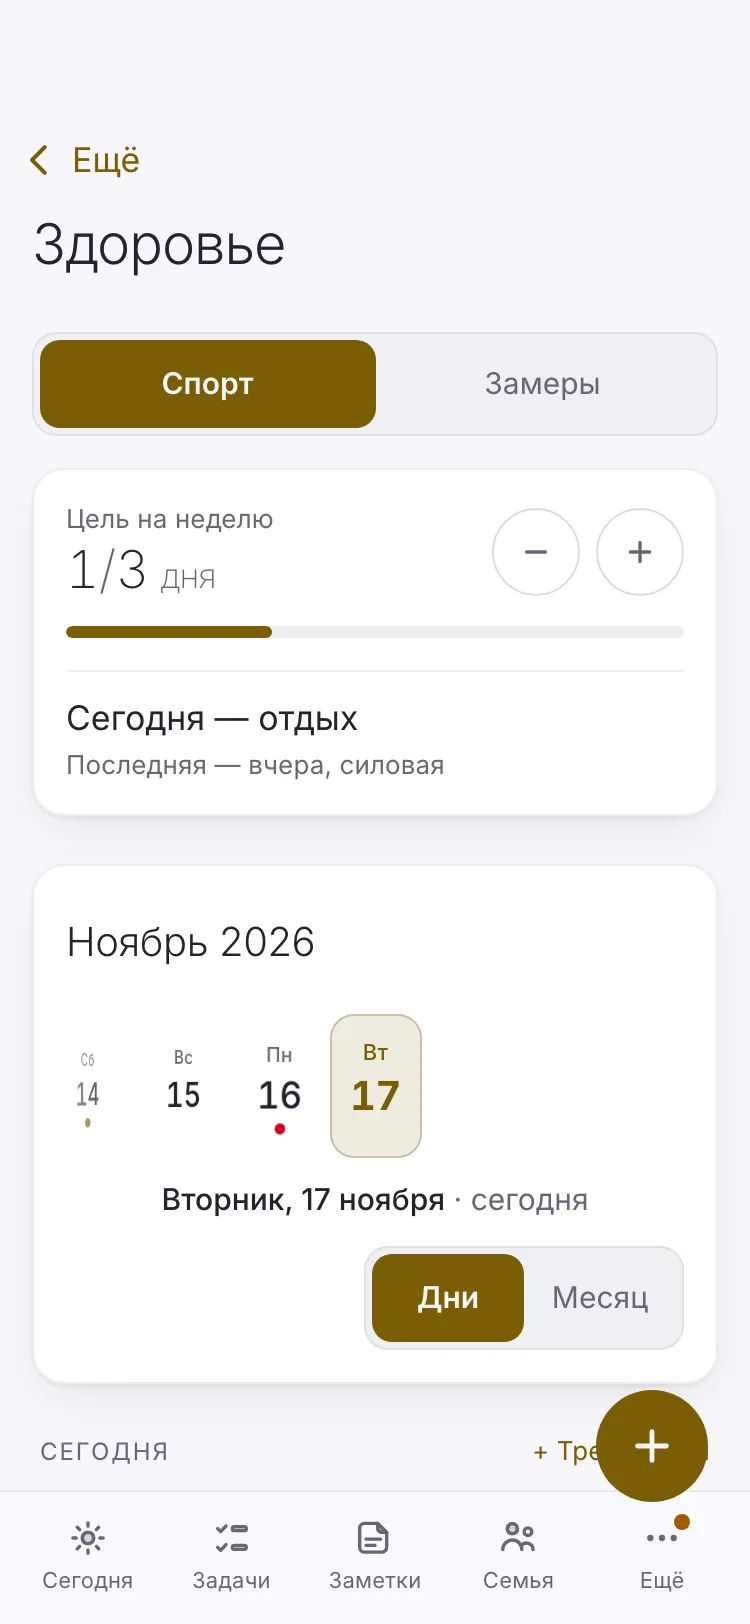 Ещё
Здоровье
Спорт Замеры
Цель на неделю
1/3 дня
Сегодня — отдых
Последняя — вчера, силовая
Ноябрь 2026
Сб Вс Пн Вт
14 15 16 17
Вторник, 17 ноября · сегодня
Дни Месяц
СЕГОДНЯ
Сегодня Задачи Заметки Семья Ещё